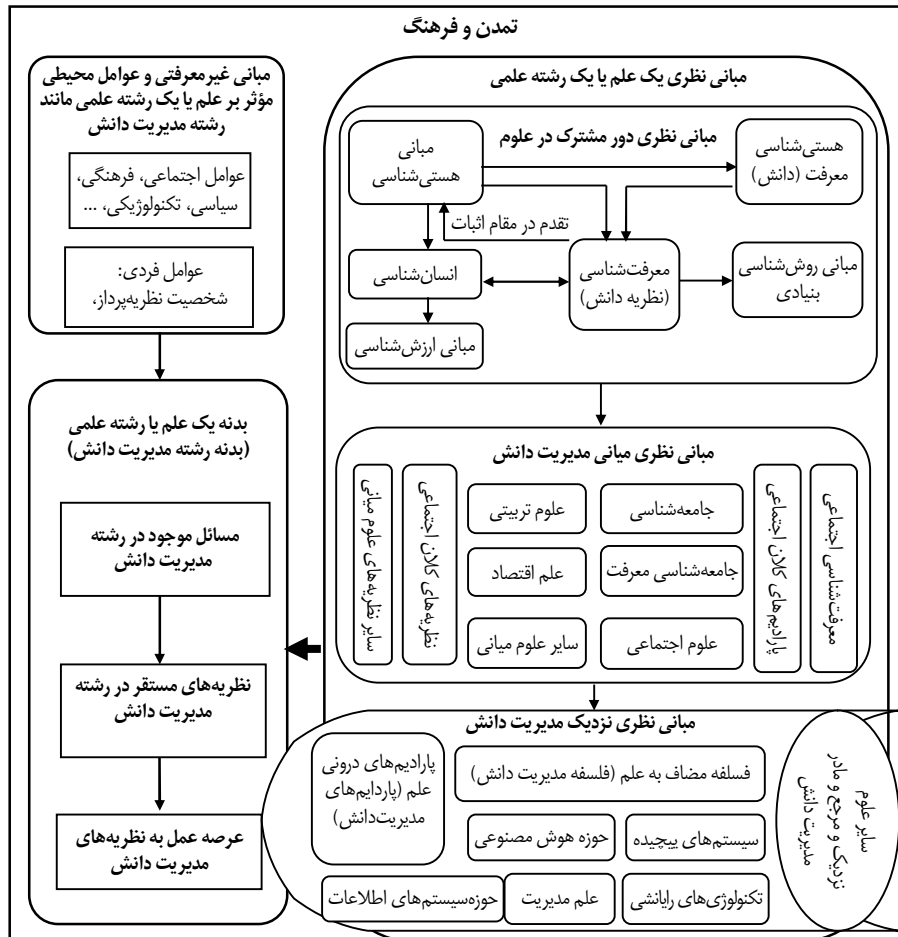 تمدن و فرهنگ
مبانی نظری یک علم یا یک رشته علمی
مبانی نظری دور مشترک در علوم
هستی‌شناسی
معرفت (دانش)
مبانی
هستی‌شناسی
تقدم در مقام اثبات
مبانی روش‌شناسی
بنیادی
معرفت‌شناسی
(نظریه دانش)
انسان‌شناسی
مبانی ارزش‌شناسی
مبانی نظری میانی مدیریت دانش
معرفت‌شناسی اجتماعی
پارادیم‌های کلان اجتماعی
جامعه‌شناسی
علوم تربیتی
جامعه‌شناسی معرفت
علم اقتصاد
علوم اجتماعی
سایر علوم میانی
نظریه‌های کلان اجتماعی
سایر نظریه‌های علوم میانی
مبانی نظری نزدیک مدیریت دانش
سایر علوم
نزدیک و مرجع و مادر
مدیریت دانش
فسلفه مضاف به علم (فلسفه مدیریت دانش)
پارادیم‌های درونی
علم (پاردایم‌های
مدیریت‌دانش)
سیستم‌های پیچیده
حوزه هوش مصنوعی
تکنولوژی‌های رایانشی
علم مدیریت
حوزه‌سیستم‌های اطلاعات
مبانی غیرمعرفتی و عوامل محیطی
مؤثر بر علم یا یک رشته علمی مانند
رشته مدیریت دانش
عوامل اجتماعی، فرهنگی،
سیاسی، تکنولوژیکی، ...
عوامل فردی:
شخصیت نظریه‌پرداز،
بدنه یک علم یا رشته علمی
(بدنه رشته مدیریت دانش)
مسائل موجود در رشته
مدیریت دانش
نظریه‌های مستقر در رشته
مدیریت دانش
عرصه عمل به نظریه‌های
مدیریت دانش